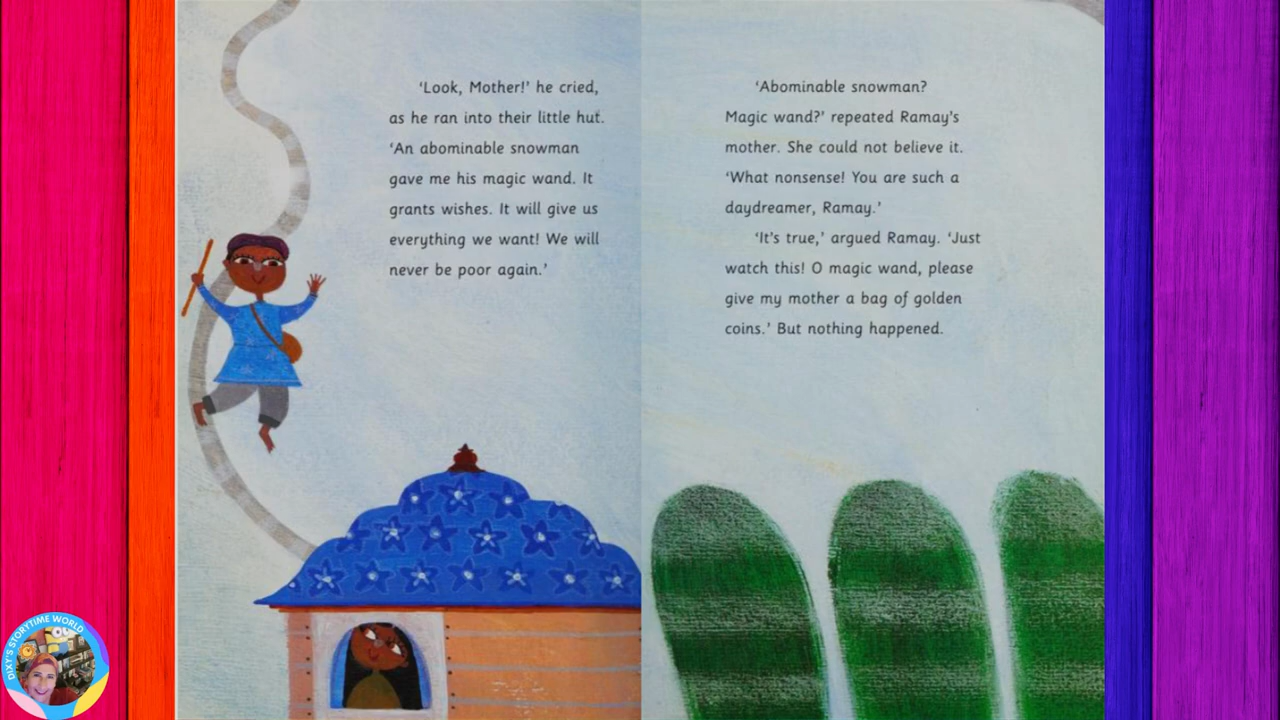 ‘Look, Mother!’ he cried,
as he ran into their little hut.
‘An abominable snowman
gave me his magic wand. It
grants wishes. It will give us
everything we want! We will
never be poor again.’
‘Abominable snowman?
Magic wand?’ repeated Ramay’s
mother. She could not believe it.
‘What nonsense! You are such a
daydreamer, Ramay.’
‘It’s true,’ argued Ramay. ‘Just
watch this! O magic wand, please
give my mother a bag of golden
coins.’ But nothing happened.
DIXY'S STORYTIME WORLD